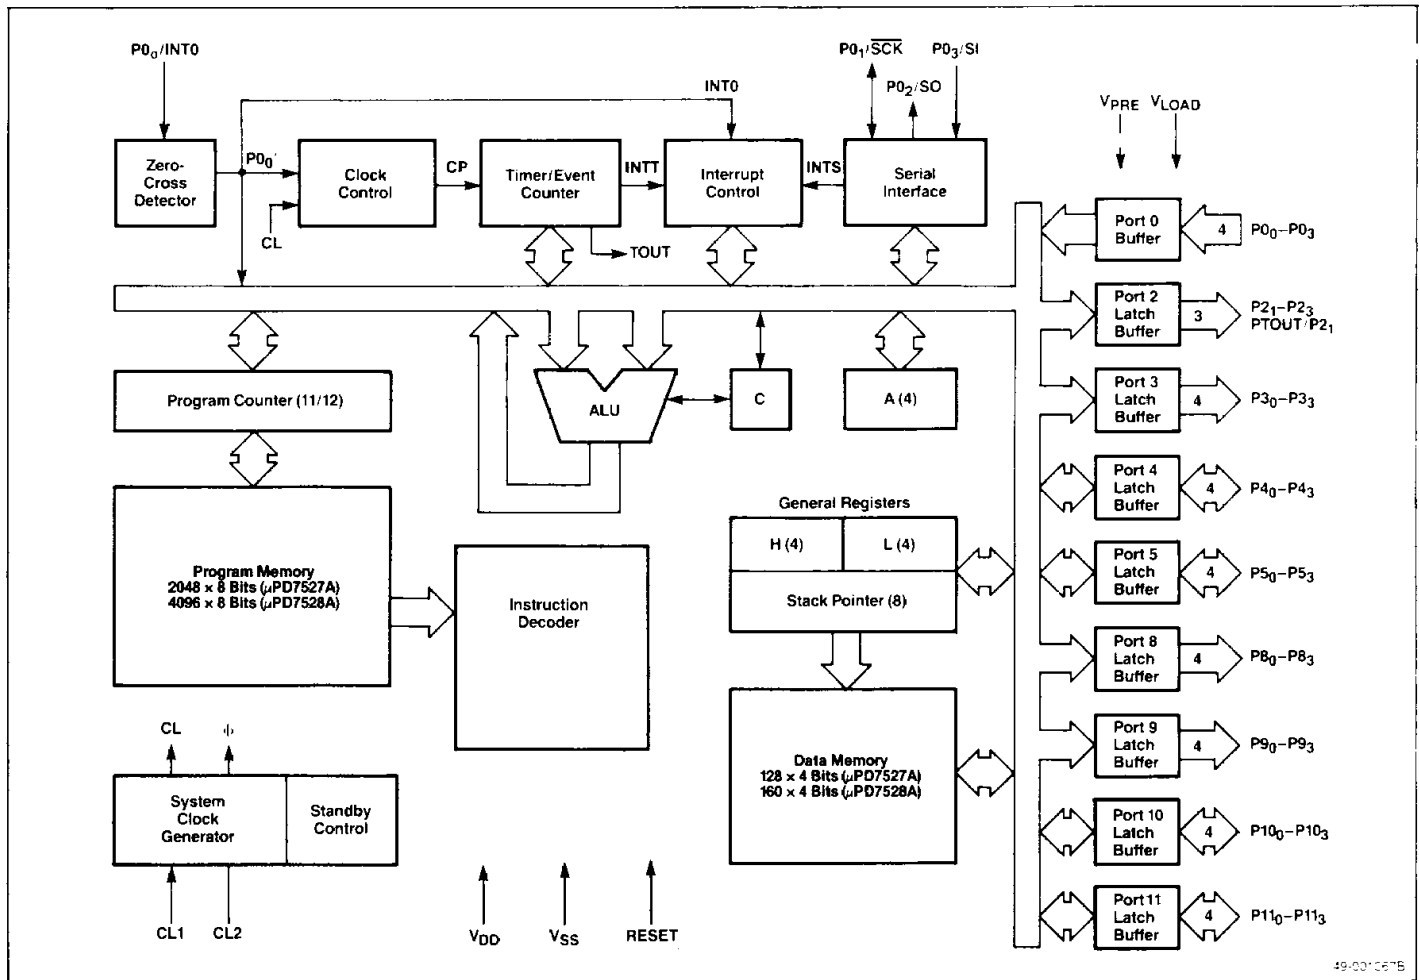 P0₀/INT0
P0₁/SCK
P0₃/SI
P0₂/SO
INT0
VPRE
VLOAD
Zero-
Cross
Detector
P0₀
Clock
Control
CP
Timer/Event
Counter
INTT
Interrupt
Control
INTS
Serial
Interface
CL
TOUT
Port 0
Buffer
4
P0₀–P0₃
Port 2
Latch
Buffer
3
P2₁–P2₃
PTOUT/P2₁
Program Counter (11/12)
ALU
C
A (4)
Port 3
Latch
Buffer
4
P3₀–P3₃
Port 4
Latch
Buffer
4
P4₀–P4₃
General Registers
H (4)
L (4)
Stack Pointer (8)
Program Memory
2048 × 8 Bits (μPD7527A)
4096 × 8 Bits (μPD7528A)
Instruction
Decoder
Port 5
Latch
Buffer
4
P5₀–P5₃
Port 8
Latch
Buffer
4
P8₀–P8₃
CL
ϕ
System
Clock
Generator
Standby
Control
Data Memory
128 × 4 Bits (μPD7527A)
160 × 4 Bits (μPD7528A)
Port 9
Latch
Buffer
4
P9₀–P9₃
Port 10
Latch
Buffer
4
P10₀–P10₃
Port 11
Latch
Buffer
4
P11₀–P11₃
CL1
CL2
VDD
VSS
RESET